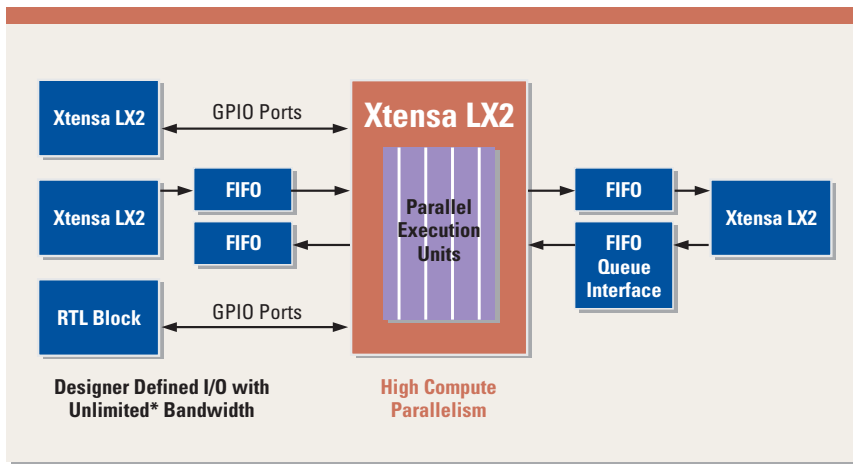 Xtensa LX2
GPIO Ports
Xtensa LX2
FIFO
FIFO
RTL Block
GPIO Ports
Designer Defined I/O with
Unlimited* Bandwidth
Xtensa LX2
Parallel
Execution
Units
High Compute
Parallelism
FIFO
FIFO
Queue
Interface
Xtensa LX2